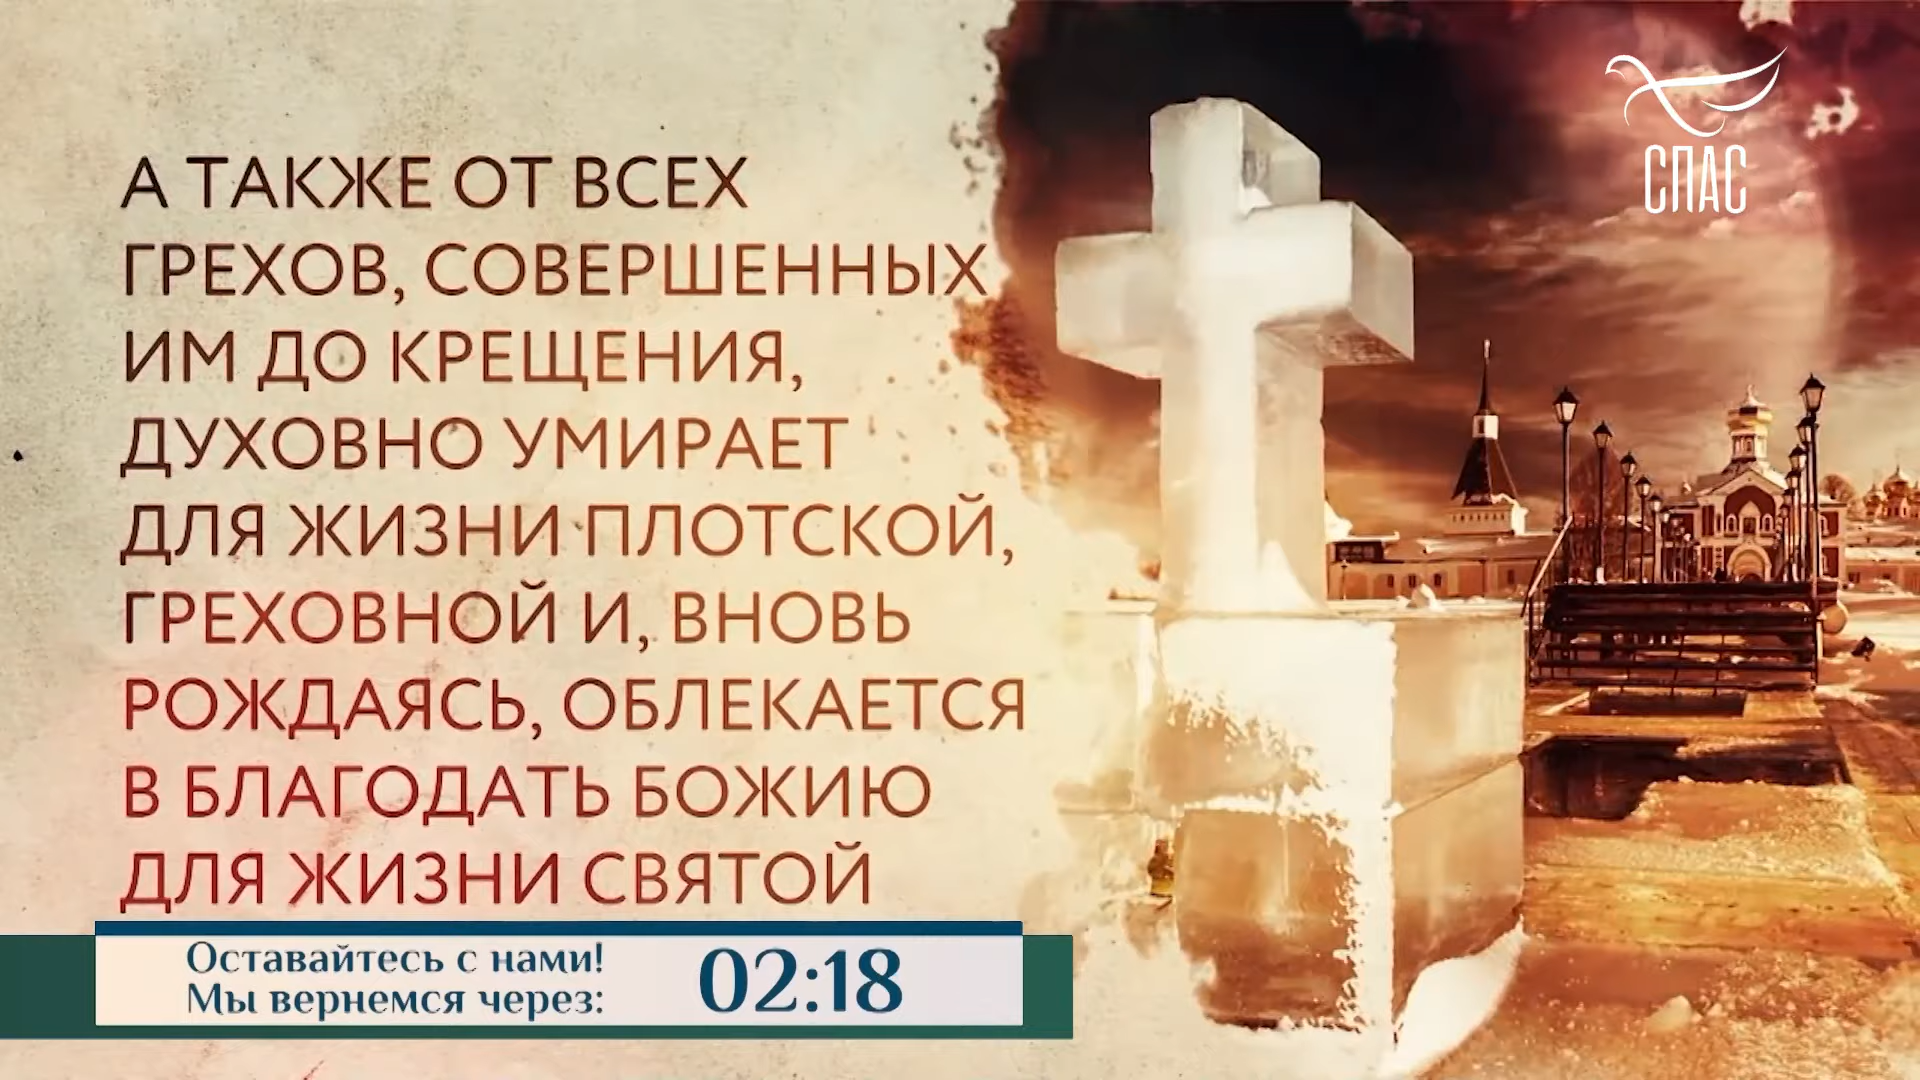 СПАС
А ТАКЖЕ ОТ ВСЕХ
ГРЕХОВ, СОВЕРШЕННЫХ
ИМ ДО КРЕЩЕНИЯ,
ДУХОВНО УМИРАЕТ
ДЛЯ ЖИЗНИ ПЛОТСКОЙ,
ГРЕХОВНОЙ И, ВНОВЬ
РОЖДАЯСЬ, ОБЛЕКАЕТСЯ
В БЛАГОДАТЬ БОЖИЮ
ДЛЯ ЖИЗНИ СВЯТОЙ
Оставайтесь с нами!
Мы вернемся через:
02:18